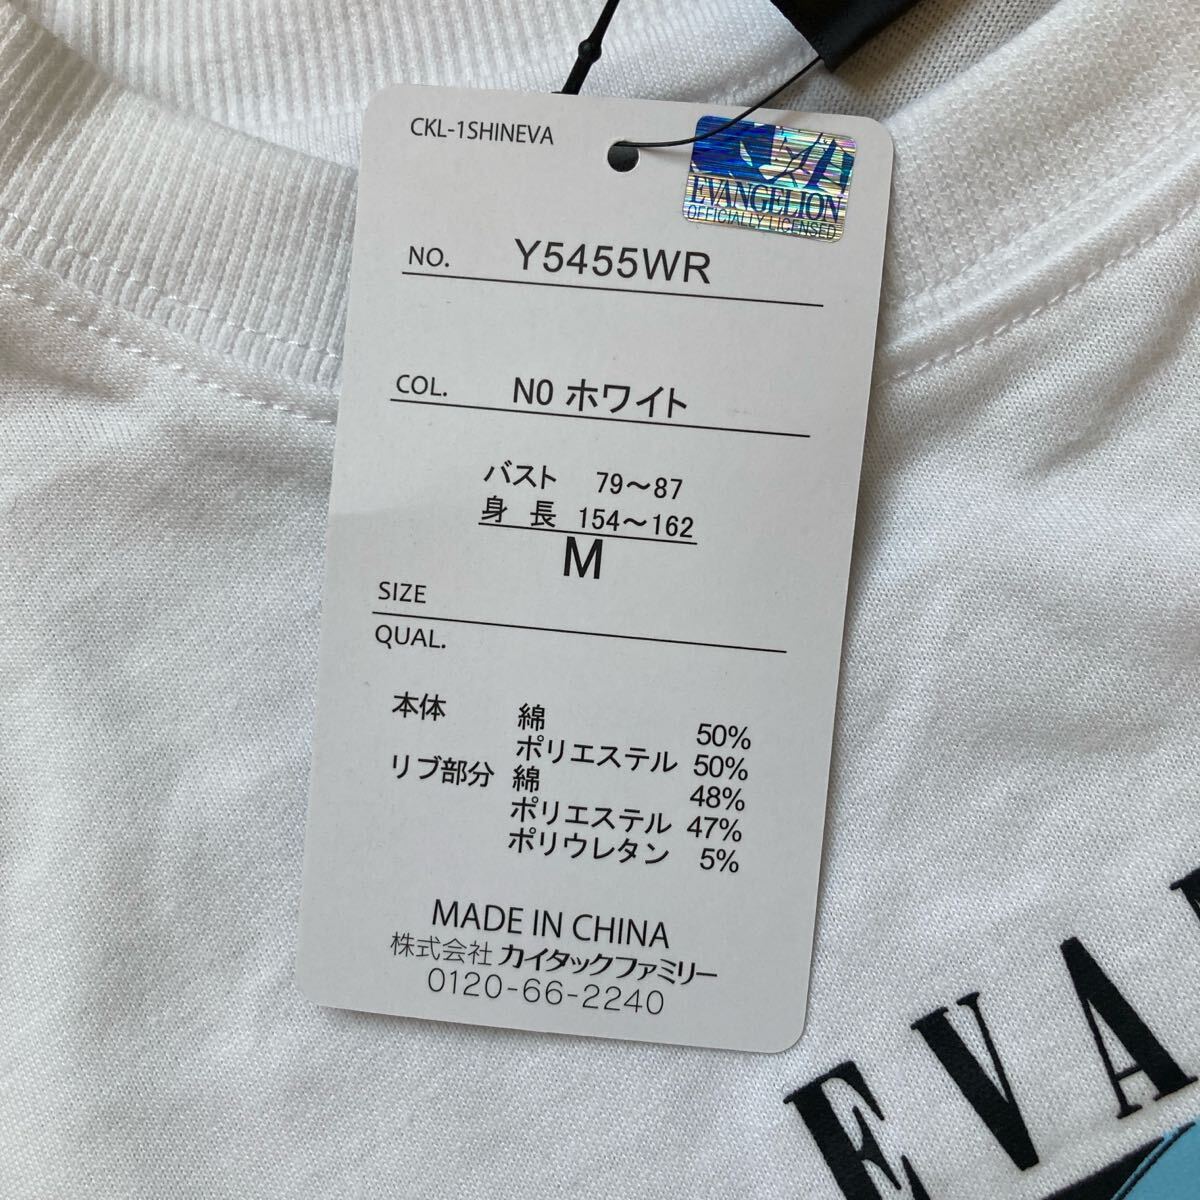 CKL-1SHINEVA
EVANGELION
OFFICIALLY LICENSED
NO. Y5455WR
COL. N0 ホワイト
バスト 79～87
身長 154～162
M
SIZE
QUAL.
本体 綿 50%
ポリエステル 50%
リブ部分 綿 48%
ポリエステル 47%
ポリウレタン 5%
MADE IN CHINA
株式会社 カイタックファミリー
0120-66-2240
EVA